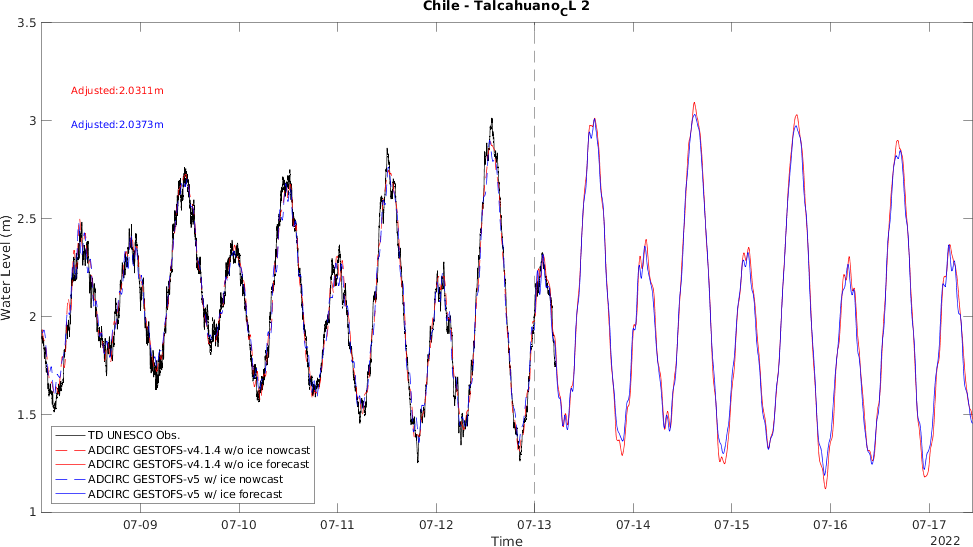 Chile - Talcahuano_CL 2
3.5
3
2.5
2
1.5
1
Water Level (m)
Adjusted:2.0311m
Adjusted:2.0373m
TD UNESCO Obs.
ADCIRC GESTOFS-v4.1.4 w/o ice nowcast
ADCIRC GESTOFS-v4.1.4 w/o ice forecast
ADCIRC GESTOFS-v5 w/ ice nowcast
ADCIRC GESTOFS-v5 w/ ice forecast
07-09 07-10 07-11 07-12 07-13 07-14 07-15 07-16 07-17
Time
2022